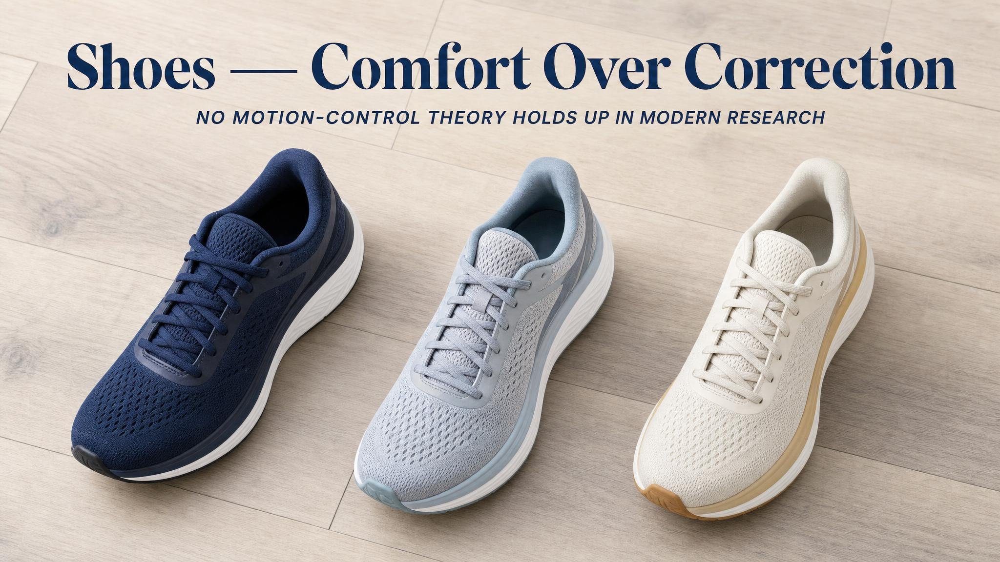 Shoes — Comfort Over Correction
NO MOTION-CONTROL THEORY HOLDS UP IN MODERN RESEARCH